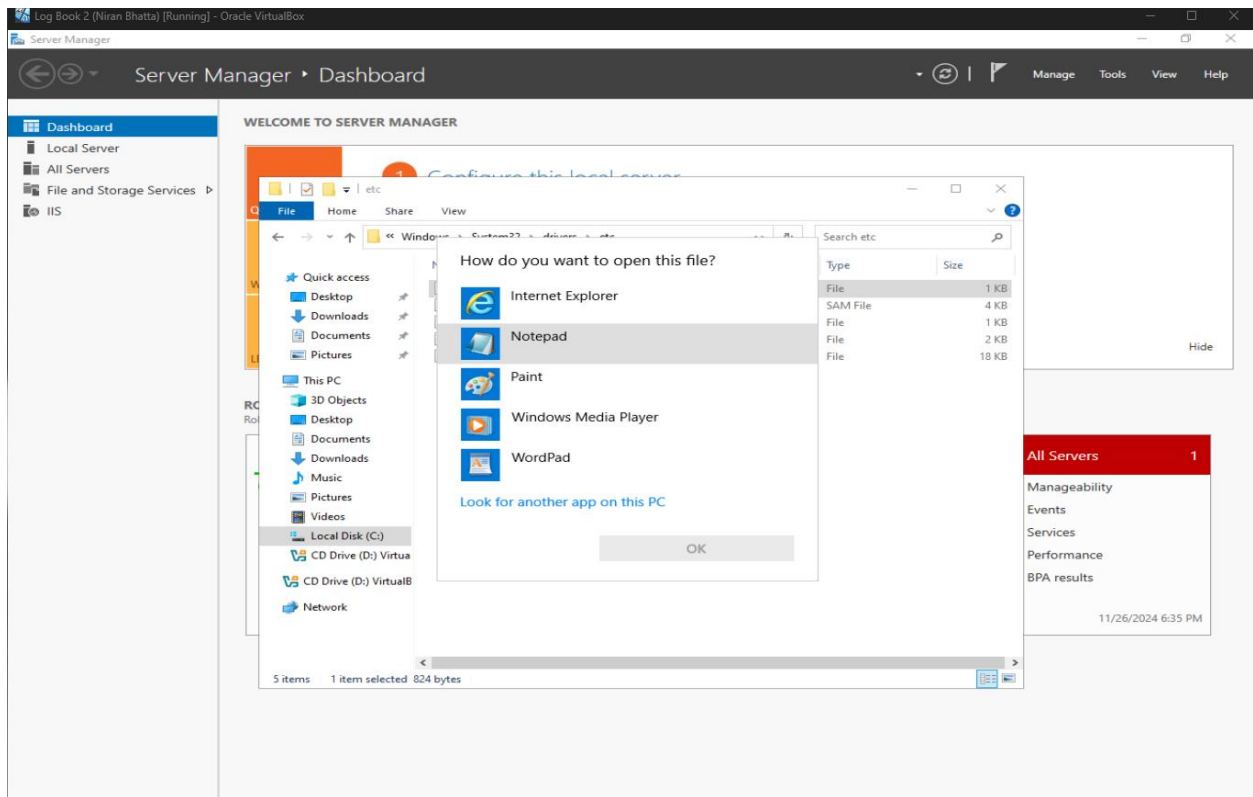 Log Book 2 (Niran Bhatta) [Running] - Oracle VirtualBox
Server Manager
Server Manager • Dashboard
Manage Tools View Help
Dashboard
Local Server
All Servers
File and Storage Services
IIS
WELCOME TO SERVER MANAGER
1 Configure this local server
Hide
etc
File Home Share View
« Windows › System32 › drivers › etc
Search etc
Quick access
Desktop
Downloads
Documents
Pictures
This PC
3D Objects
Desktop
Documents
Downloads
Music
Pictures
Videos
Local Disk (C:)
CD Drive (D:) Virtua
CD Drive (D:) VirtualB
Network
Type Size
File 1 KB
SAM File 4 KB
File 1 KB
File 2 KB
File 18 KB
5 items 1 item selected 824 bytes
How do you want to open this file?
Internet Explorer
Notepad
Paint
Windows Media Player
WordPad
Look for another app on this PC
OK
All Servers 1
Manageability
Events
Services
Performance
BPA results
11/26/2024 6:35 PM